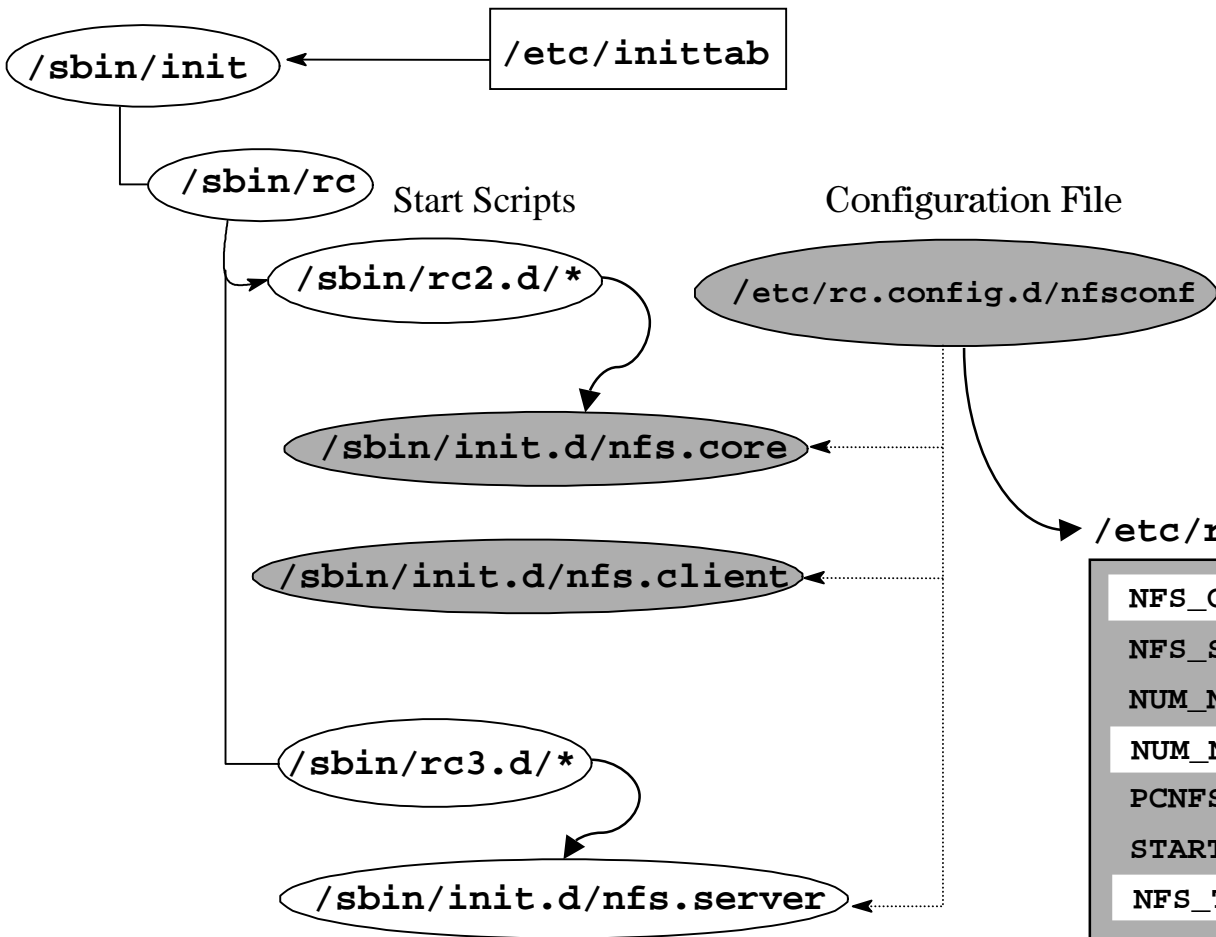 /etc/inittab
/sbin/init
/sbin/rc
Start Scripts
Configuration File
/sbin/rc2.d/*
/etc/rc.config.d/nfsconf
/sbin/init.d/nfs.core
/sbin/init.d/nfs.client
/sbin/rc3.d/*
/sbin/init.d/nfs.server